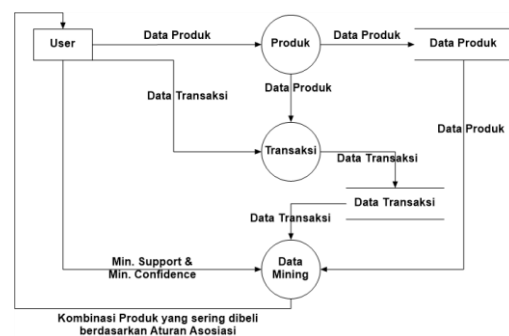 User
Data Produk
Produk
Data Produk
Data Produk
Data Transaksi
Data Produk
Data Produk
Transaksi
Data Transaksi
Data Transaksi
Data Transaksi
Min. Support &
Min. Confidence
Data
Mining
Kombinasi Produk yang sering dibeli
berdasarkan Aturan Asosiasi